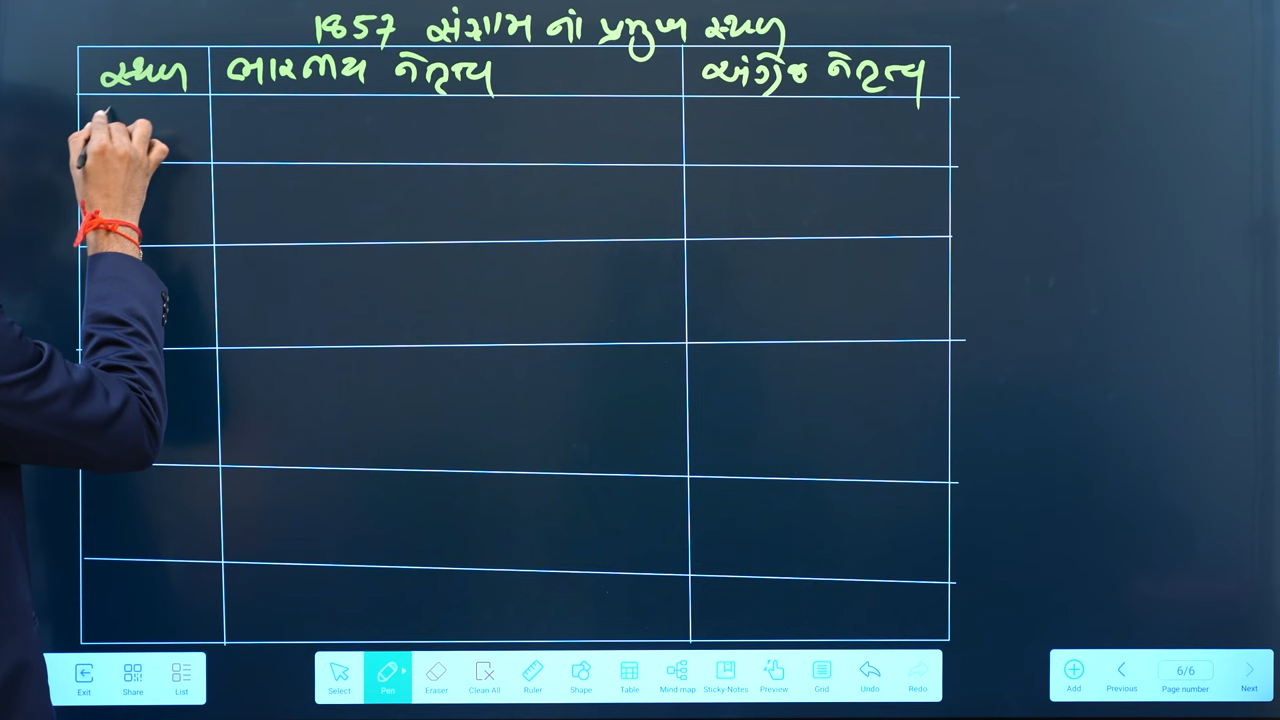 1857 સંગ્રામ નાં પ્રમુખ સ્થળ
સ્થળ ભારતીય નેતૃત્વ અંગ્રેજ નેતૃત્વ
Exit Share List Select Pen Eraser Clean All Ruler Shape Table Mind map Sticky-Notes Preview Grid Undo Redo Add Previous 6/6 Page number Next